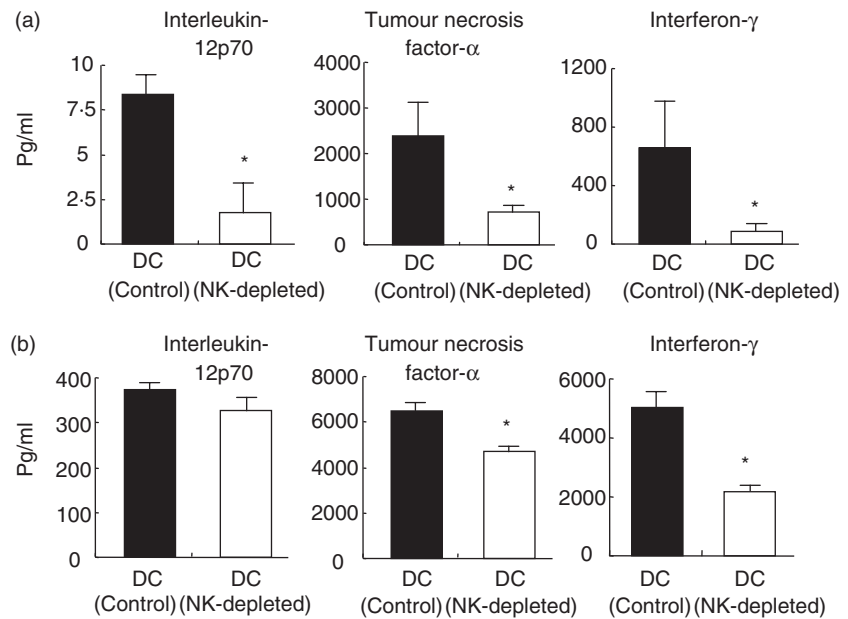 (a)
Interleukin-
12p70
Tumour necrosis
factor-α
Interferon-γ
Pg/ml
10
7·5
5
2·5
0
*
4000
3000
2000
1000
0
*
1200
800
400
0
*
DC
DC
DC
DC
DC
DC
(Control)
(NK-depleted)
(Control)
(NK-depleted)
(Control)
(NK-depleted)
(b)
Interleukin-
12p70
Tumour necrosis
factor-α
Interferon-γ
Pg/ml
400
300
200
100
0
8000
6000
4000
2000
0
*
6000
4000
2000
0
*
DC
DC
DC
DC
DC
DC
(Control)
(NK-depleted)
(Control)
(NK-depleted)
(Control)
(NK-depleted)